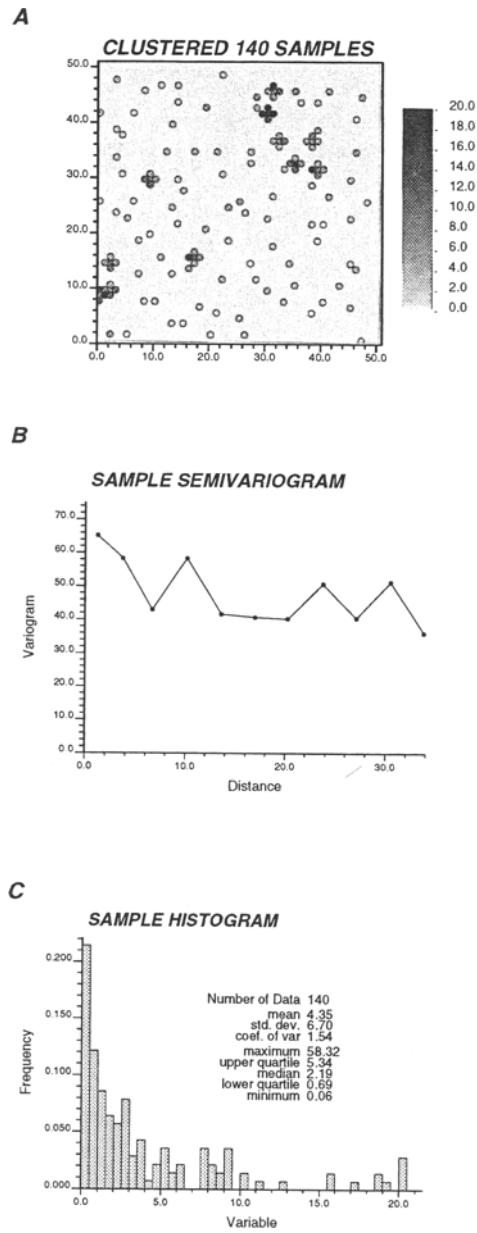 A
CLUSTERED 140 SAMPLES
50.0
40.0
30.0
20.0
10.0
0.0
0.0 10.0 20.0 30.0 40.0 50.0
20.0
18.0
16.0
14.0
12.0
10.0
8.0
6.0
4.0
2.0
0.0
B
SAMPLE SEMIVARIOGRAM
Variogram
70.0
60.0
50.0
40.0
30.0
20.0
10.0
0.0
0.0 10.0 20.0 30.0
Distance
C
SAMPLE HISTOGRAM
Frequency
0.200
0.150
0.100
0.050
0.000
Number of Data 140
mean 4.35
std. dev. 6.70
coef. of var 1.54
maximum 58.32
upper quartile 5.34
median 2.19
lower quartile 0.69
minimum 0.06
0.0 5.0 10.0 15.0 20.0
Variable